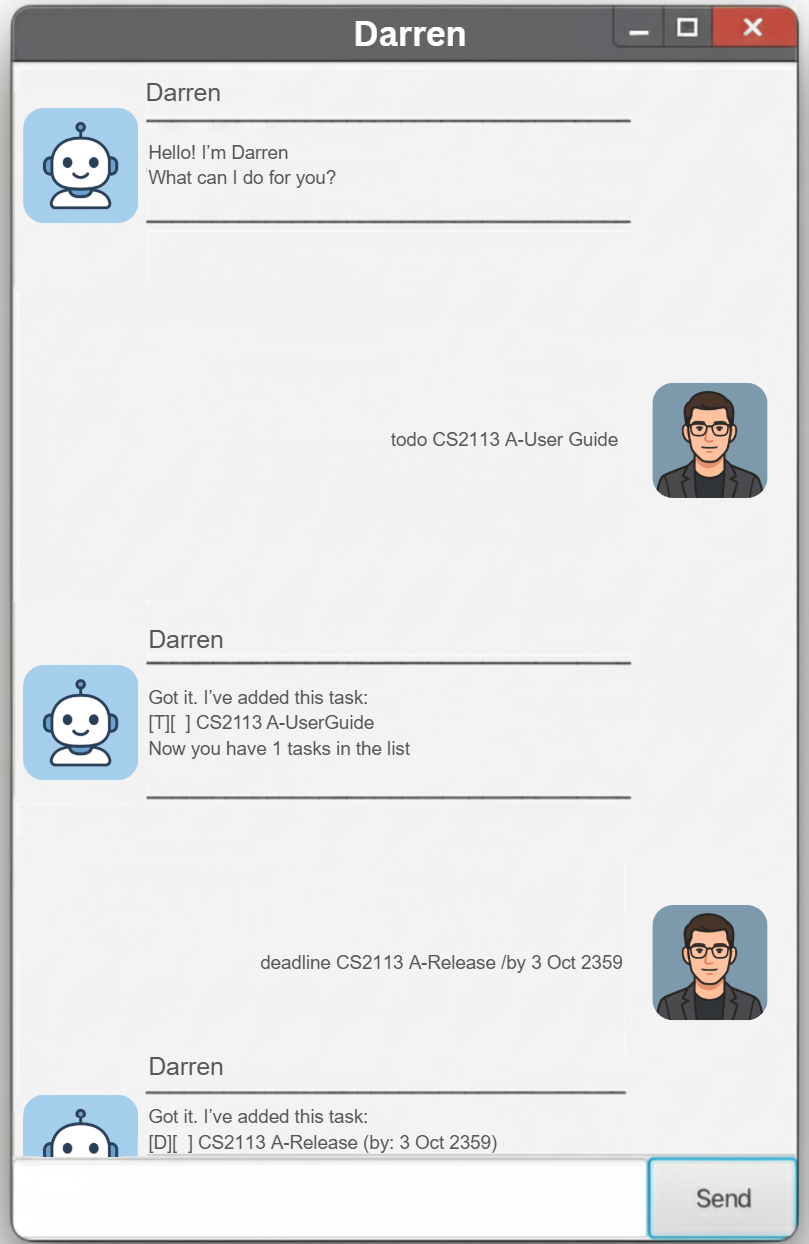 Darren
Darren
Hello! I'm Darren
What can I do for you?
todo CS2113 A-User Guide
Darren
Got it. I've added this task:
[T][  ] CS2113 A-UserGuide
Now you have 1 tasks in the list
deadline CS2113 A-Release /by 3 Oct 2359
Darren
Got it. I've added this task:
[D][  ] CS2113 A-Release (by: 3 Oct 2359)
Send